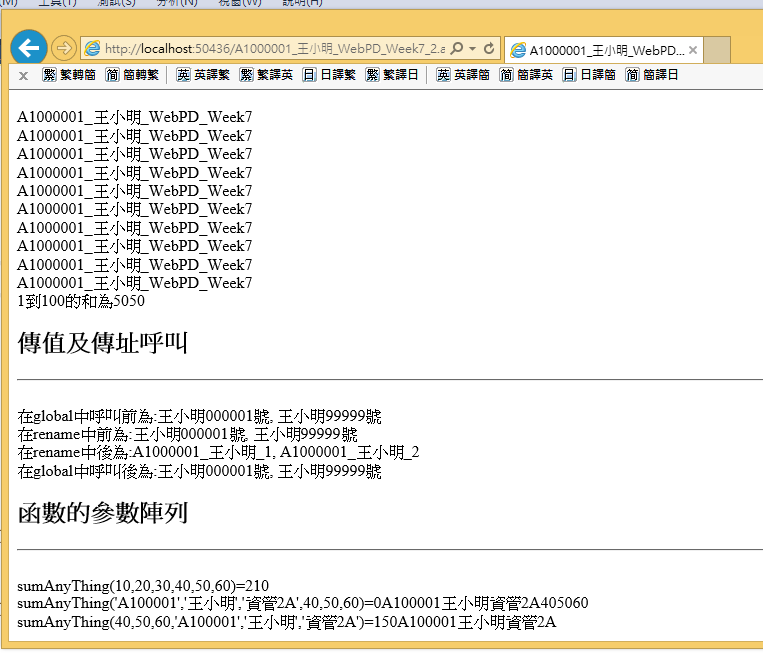 (M) 工具(T) 測試(S) 分析(N) 視窗(W) 說明(H)
http://localhost:50436/A1000001_王小明_WebPD_Week7_2.a
A1000001_王小明_WebPD...
x 繁 繁轉簡 簡 簡轉繁 英 英譯繁 繁 繁譯英 日 日譯繁 繁 繁譯日 英 英譯簡 簡 簡譯英 日 日譯簡 簡 簡譯日
A1000001_王小明_WebPD_Week7
A1000001_王小明_WebPD_Week7
A1000001_王小明_WebPD_Week7
A1000001_王小明_WebPD_Week7
A1000001_王小明_WebPD_Week7
A1000001_王小明_WebPD_Week7
A1000001_王小明_WebPD_Week7
A1000001_王小明_WebPD_Week7
A1000001_王小明_WebPD_Week7
A1000001_王小明_WebPD_Week7
1到100的和為5050
傳值及傳址呼叫
在global中呼叫前為:王小明000001號, 王小明99999號
在rename中前為:王小明000001號, 王小明99999號
在rename中後為:A1000001_王小明_1, A1000001_王小明_2
在global中呼叫後為:王小明000001號, 王小明99999號
函數的參數陣列
sumAnyThing(10,20,30,40,50,60)=210
sumAnyThing('A100001','王小明','資管2A',40,50,60)=0A100001王小明資管2A405060
sumAnyThing(40,50,60,'A100001','王小明','資管2A')=150A100001王小明資管2A